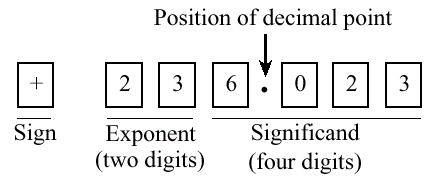 Position of decimal point
+ 2 3 6 . 0 2 3
Sign Exponent Significand
(two digits) (four digits)